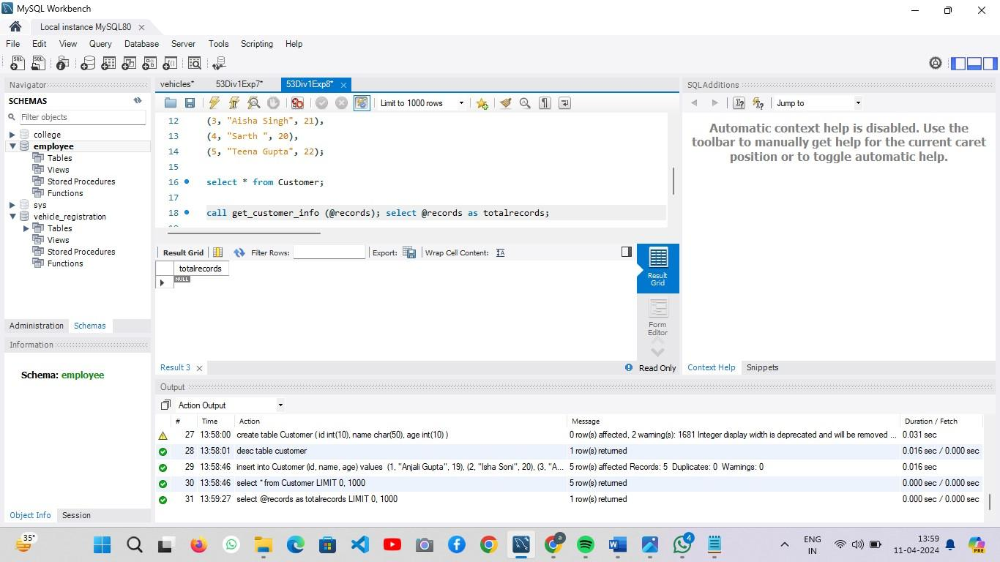 MySQL Workbench
Local instance MySQL80
File Edit View Query Database Server Tools Scripting Help
Navigator
SCHEMAS
Filter objects
college
employee
Tables
Views
Stored Procedures
Functions
sys
vehicle_registration
Tables
Views
Stored Procedures
Functions
Administration Schemas
Information
Schema: employee
Object Info Session
vehicles* 53Div1Exp7* 53Div1Exp8*
Limit to 1000 rows
12 (3, "Aisha Singh", 21),
13 (4, "Sarth ", 20),
14 (5, "Teena Gupta", 22);
15
16 select * from Customer;
17
18 call get_customer_info (@records); select @records as totalrecords;
Result Grid Filter Rows: Export: Wrap Cell Content:
totalrecords
NULL
Result Grid
Form Editor
Result 3 Read Only
SQLAdditions
Jump to
Automatic context help is disabled. Use the
toolbar to manually get help for the current caret
position or to toggle automatic help.
Context Help Snippets
Output
Action Output
# Time Action Message Duration / Fetch
27 13:58:00 create table Customer ( id int(10), name char(50), age int(10) ) 0 row(s) affected, 2 warning(s): 1681 Integer display width is deprecated and will be removed ... 0.031 sec
28 13:58:01 desc table customer 1 row(s) returned 0.016 sec / 0.000 sec
29 13:58:46 insert into Customer (id, name, age) values (1, "Anjali Gupta", 19), (2, "Isha Soni", 20), (3, "A... 5 row(s) affected Records: 5 Duplicates: 0 Warnings: 0 0.016 sec
30 13:58:46 select * from Customer LIMIT 0, 1000 5 row(s) returned 0.000 sec / 0.000 sec
31 13:59:27 select @records as totalrecords LIMIT 0, 1000 1 row(s) returned 0.000 sec / 0.000 sec
35°
4
ENG
IN
13:59
11-04-2024
PRE